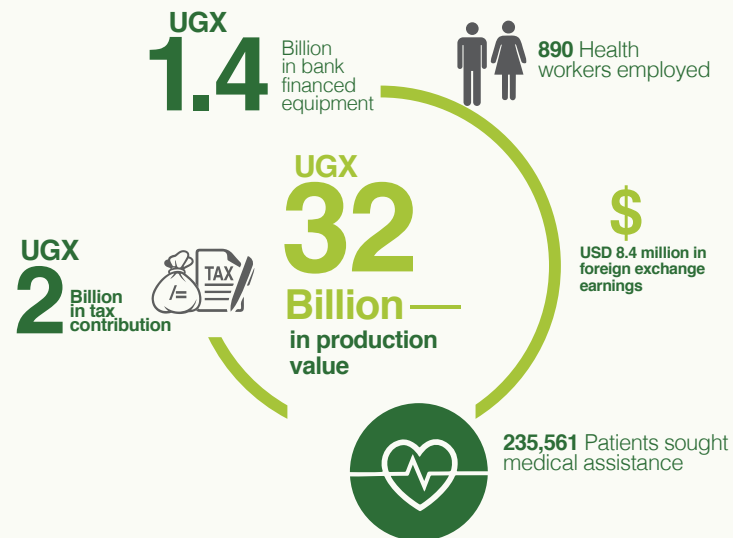 UGX
1.4
Billion
in bank
financed
equipment
890 Health
workers employed
UGX
32
Billion
in production
value
$
USD 8.4 million in
foreign exchange
earnings
UGX
2
Billion
in tax
contribution
/=
TAX
235,561 Patients sought
medical assistance